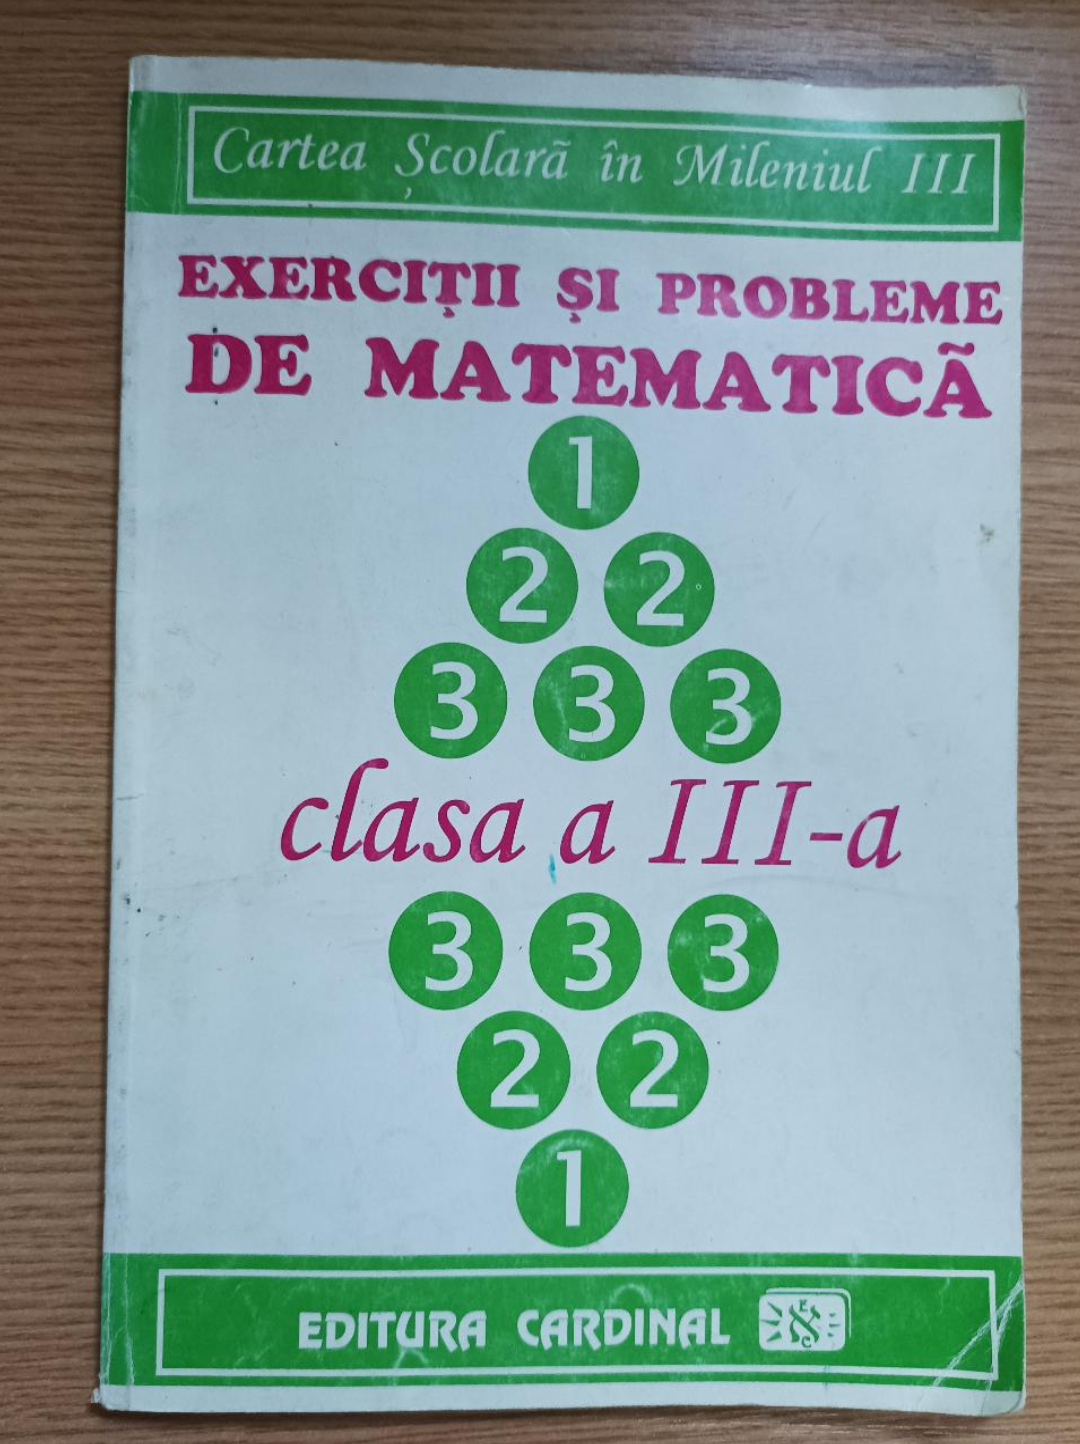 Cartea Școlară în Mileniul III
EXERCIȚII ȘI PROBLEME
DE MATEMATICĂ
1
2 2
3 3 3
clasa a III-a
3 3 3
2 2
1
EDITURA CARDINAL